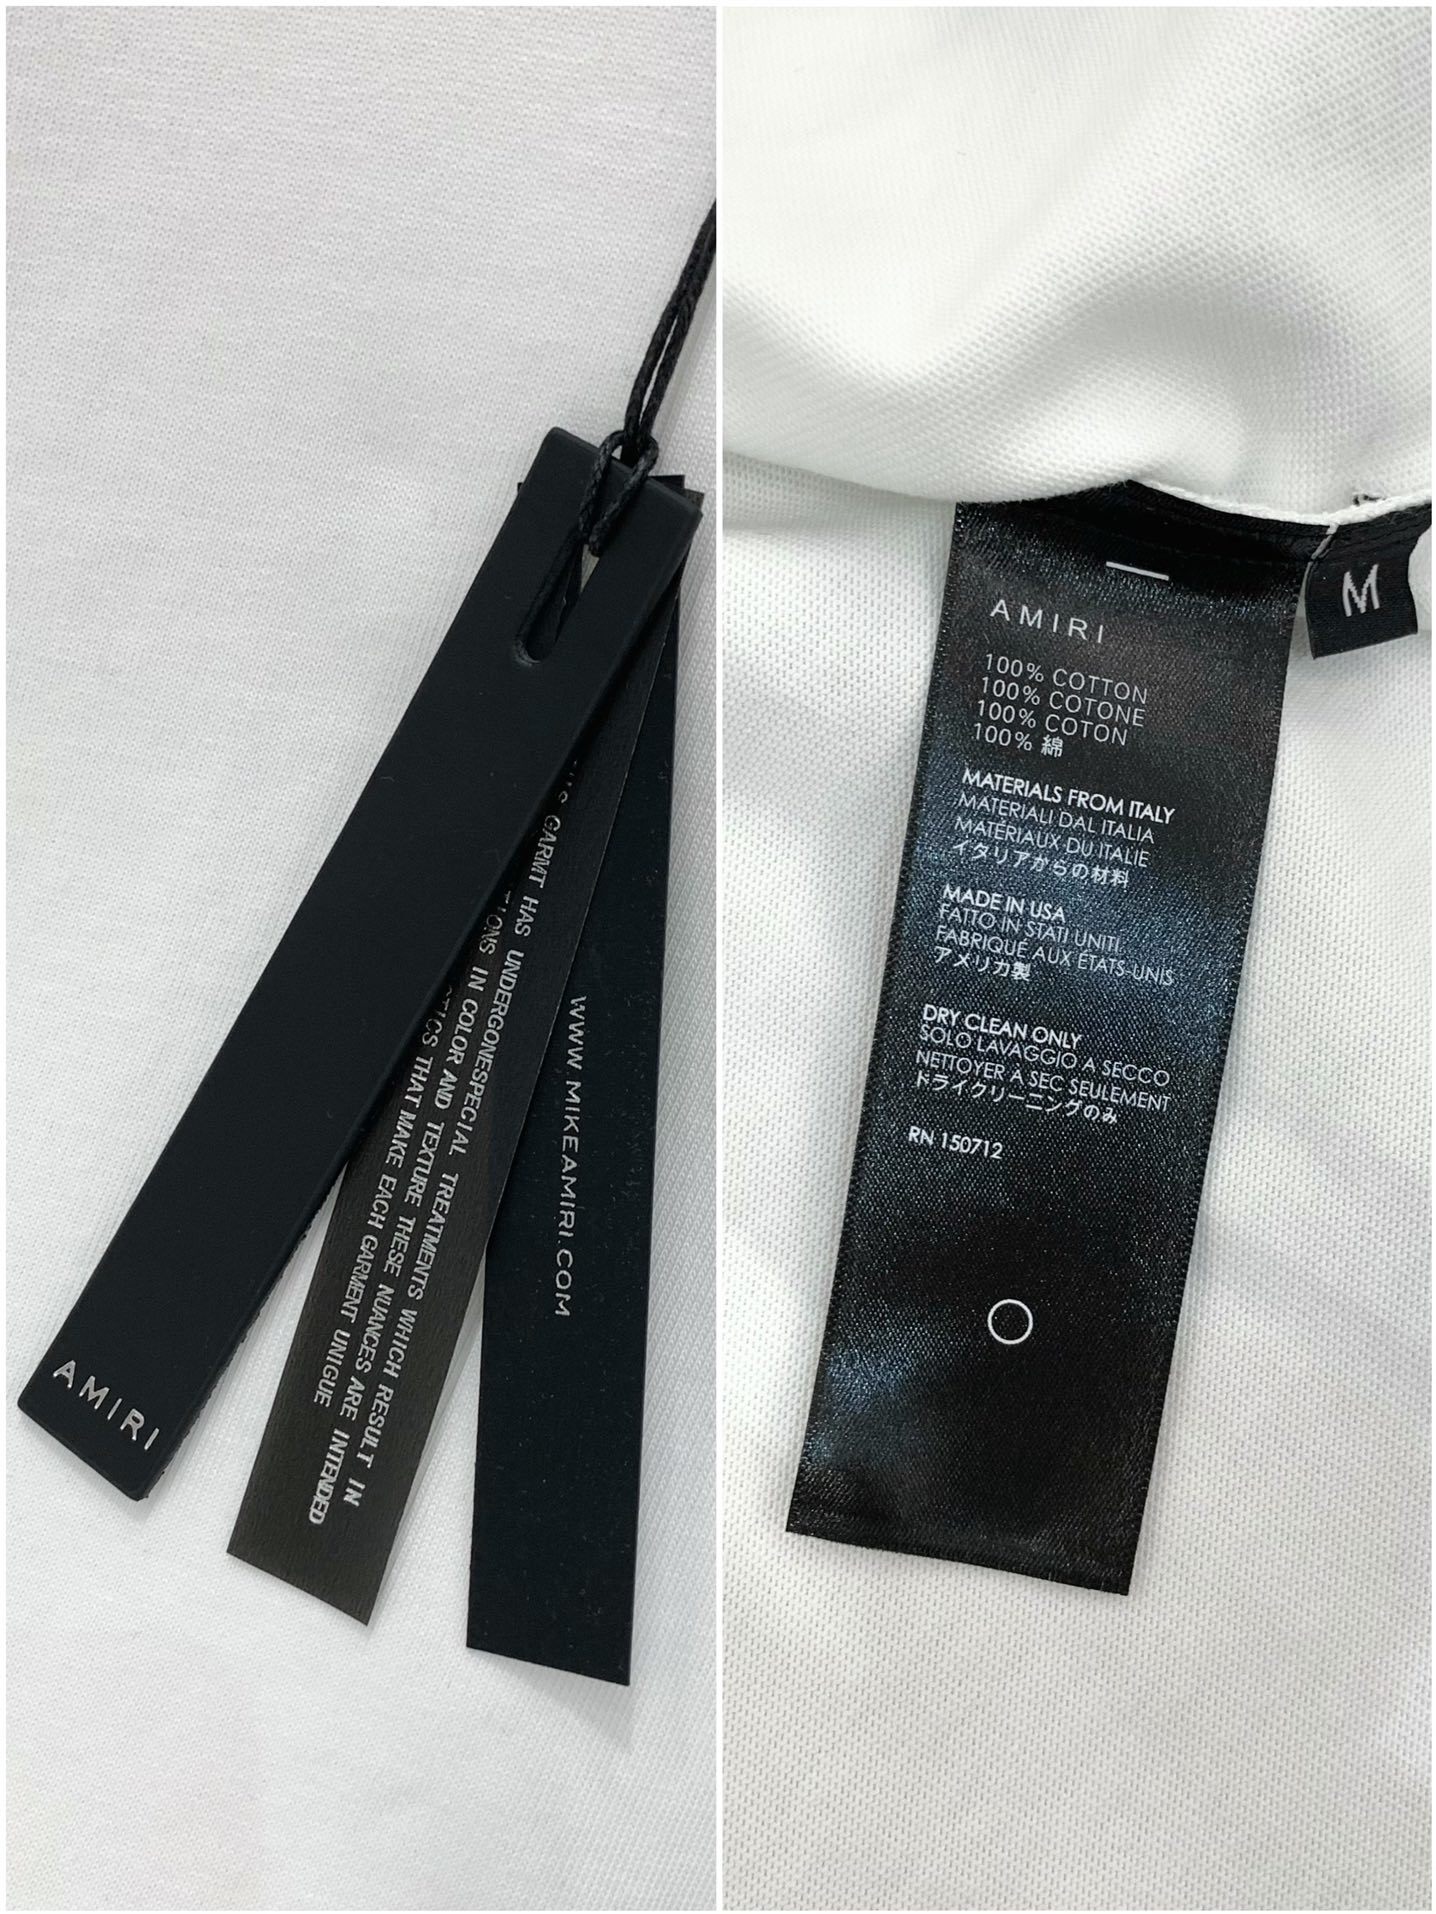 AMIRI
THIS GARMT HAS UNDERGONESPECIAL TREATMENTS WHICH RESULT IN
IN COLOR AND TEXTURE THESE NUANCES ARE INTENDED
THAT MAKE EACH GARMENT UNIGUE
WWW.MIKEAMIRI.COM
M
AMIRI
100% COTTON
100% COTONE
100% COTON
100% 綿
MATERIALS FROM ITALY
MATERIALI DAL ITALIA
MATÉRIAUX DU ITALIE
イタリアからの材料
MADE IN USA
FATTO IN STATI UNITI
FABRIQUÉ AUX ÉTATS-UNIS
アメリカ製
DRY CLEAN ONLY
SOLO LAVAGGIO A SECCO
NETTOYER A SEC SEULEMENT
ドライクリーニングのみ
RN 150712